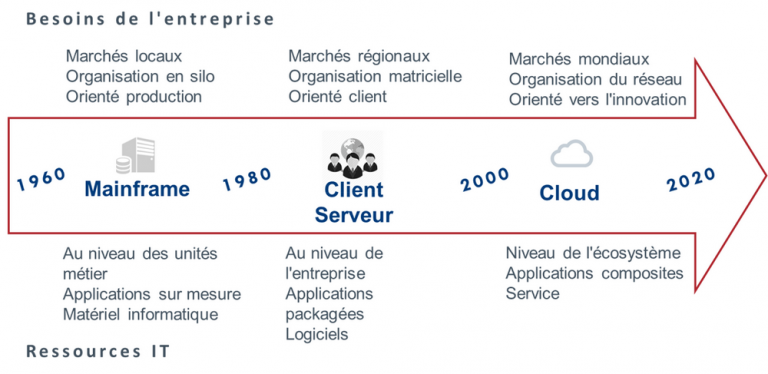 Besoins de l'entreprise
Marchés locaux
Organisation en silo
Orienté production
Marchés régionaux
Organisation matricielle
Orienté client
Marchés mondiaux
Organisation du réseau
Orienté vers l'innovation
1960
Mainframe
1980
Client
Serveur
2000
Cloud
2020
Au niveau des unités
métier
Applications sur mesure
Matériel informatique
Au niveau de
l'entreprise
Applications
packagées
Logiciels
Niveau de l'écosystème
Applications composites
Service
Ressources IT